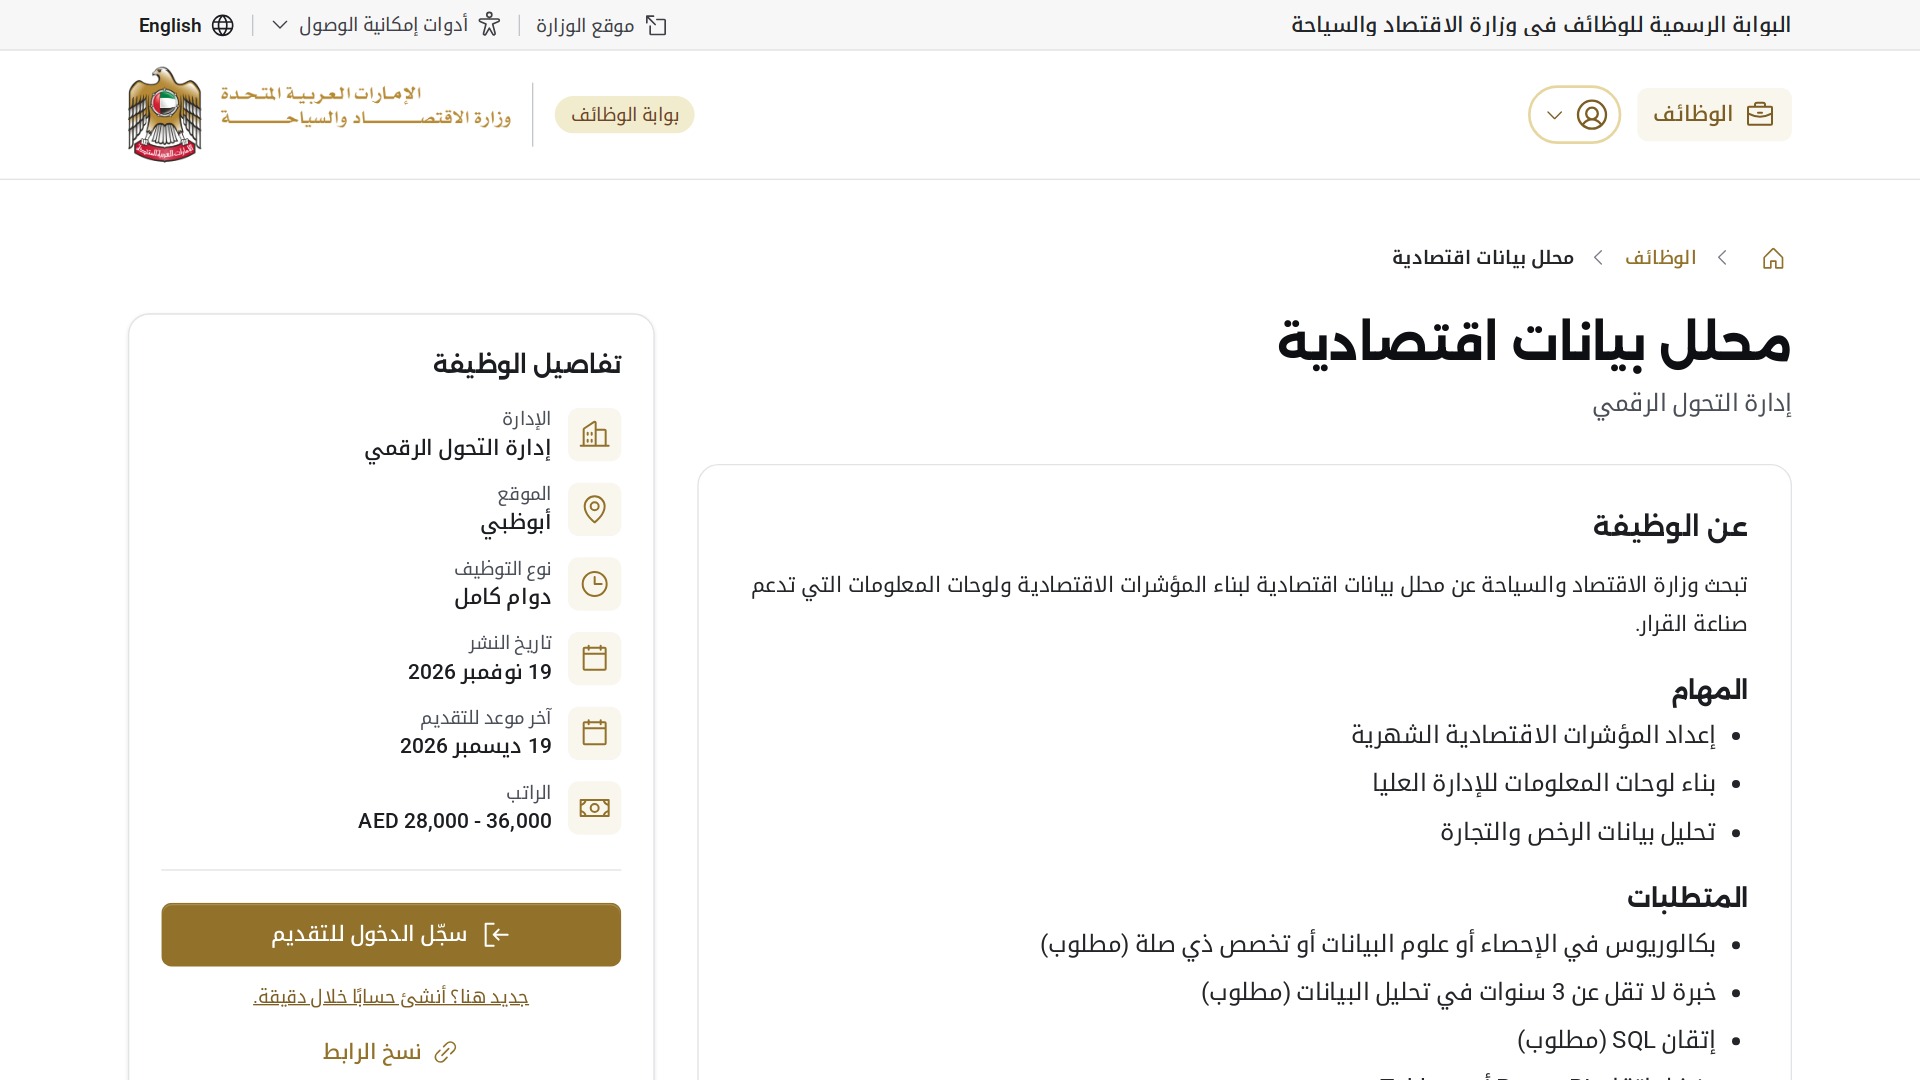 البوابة الرسمية للوظائف في وزارة الاقتصاد والسياحة
موقع الوزارة
أدوات إمكانية الوصول
English
الوظائف
بوابة الوظائف
الإمارات العربية المتحدة
وزارة الاقتصاد والسياحة
الوظائف
محلل بيانات اقتصادية
محلل بيانات اقتصادية
إدارة التحول الرقمي
عن الوظيفة
تبحث وزارة الاقتصاد والسياحة عن محلل بيانات اقتصادية لبناء المؤشرات الاقتصادية ولوحات المعلومات التي تدعم
صناعة القرار.
المهام
• إعداد المؤشرات الاقتصادية الشهرية
• بناء لوحات المعلومات للإدارة العليا
• تحليل بيانات الرخص والتجارة
المتطلبات
• بكالوريوس في الإحصاء أو علوم البيانات أو تخصص ذي صلة (مطلوب)
• خبرة لا تقل عن 3 سنوات في تحليل البيانات (مطلوب)
• إتقان SQL (مطلوب)
تفاصيل الوظيفة
الإدارة
إدارة التحول الرقمي
الموقع
أبوظبي
نوع التوظيف
دوام كامل
تاريخ النشر
19 نوفمبر 2026
آخر موعد للتقديم
19 ديسمبر 2026
الراتب
AED 28,000 - 36,000
سجّل الدخول للتقديم
جديد هنا؟ أنشئ حسابًا خلال دقيقة.
نسخ الرابط